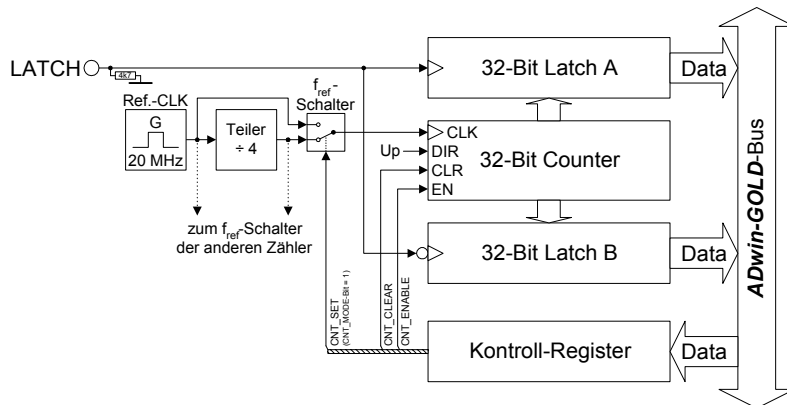 LATCH
4k7
32-Bit Latch A
Data
Ref.-CLK
G
20 MHz
Teiler
÷ 4
fref-
Schalter
CLK
Up
DIR
CLR
EN
32-Bit Counter
zum fref-Schalter
der anderen Zähler
32-Bit Latch B
Data
CNT_SET
(CNT_MODE-Bit = 1)
CNT_CLEAR
CNT_ENABLE
Kontroll-Register
Data
ADwin-GOLD-Bus